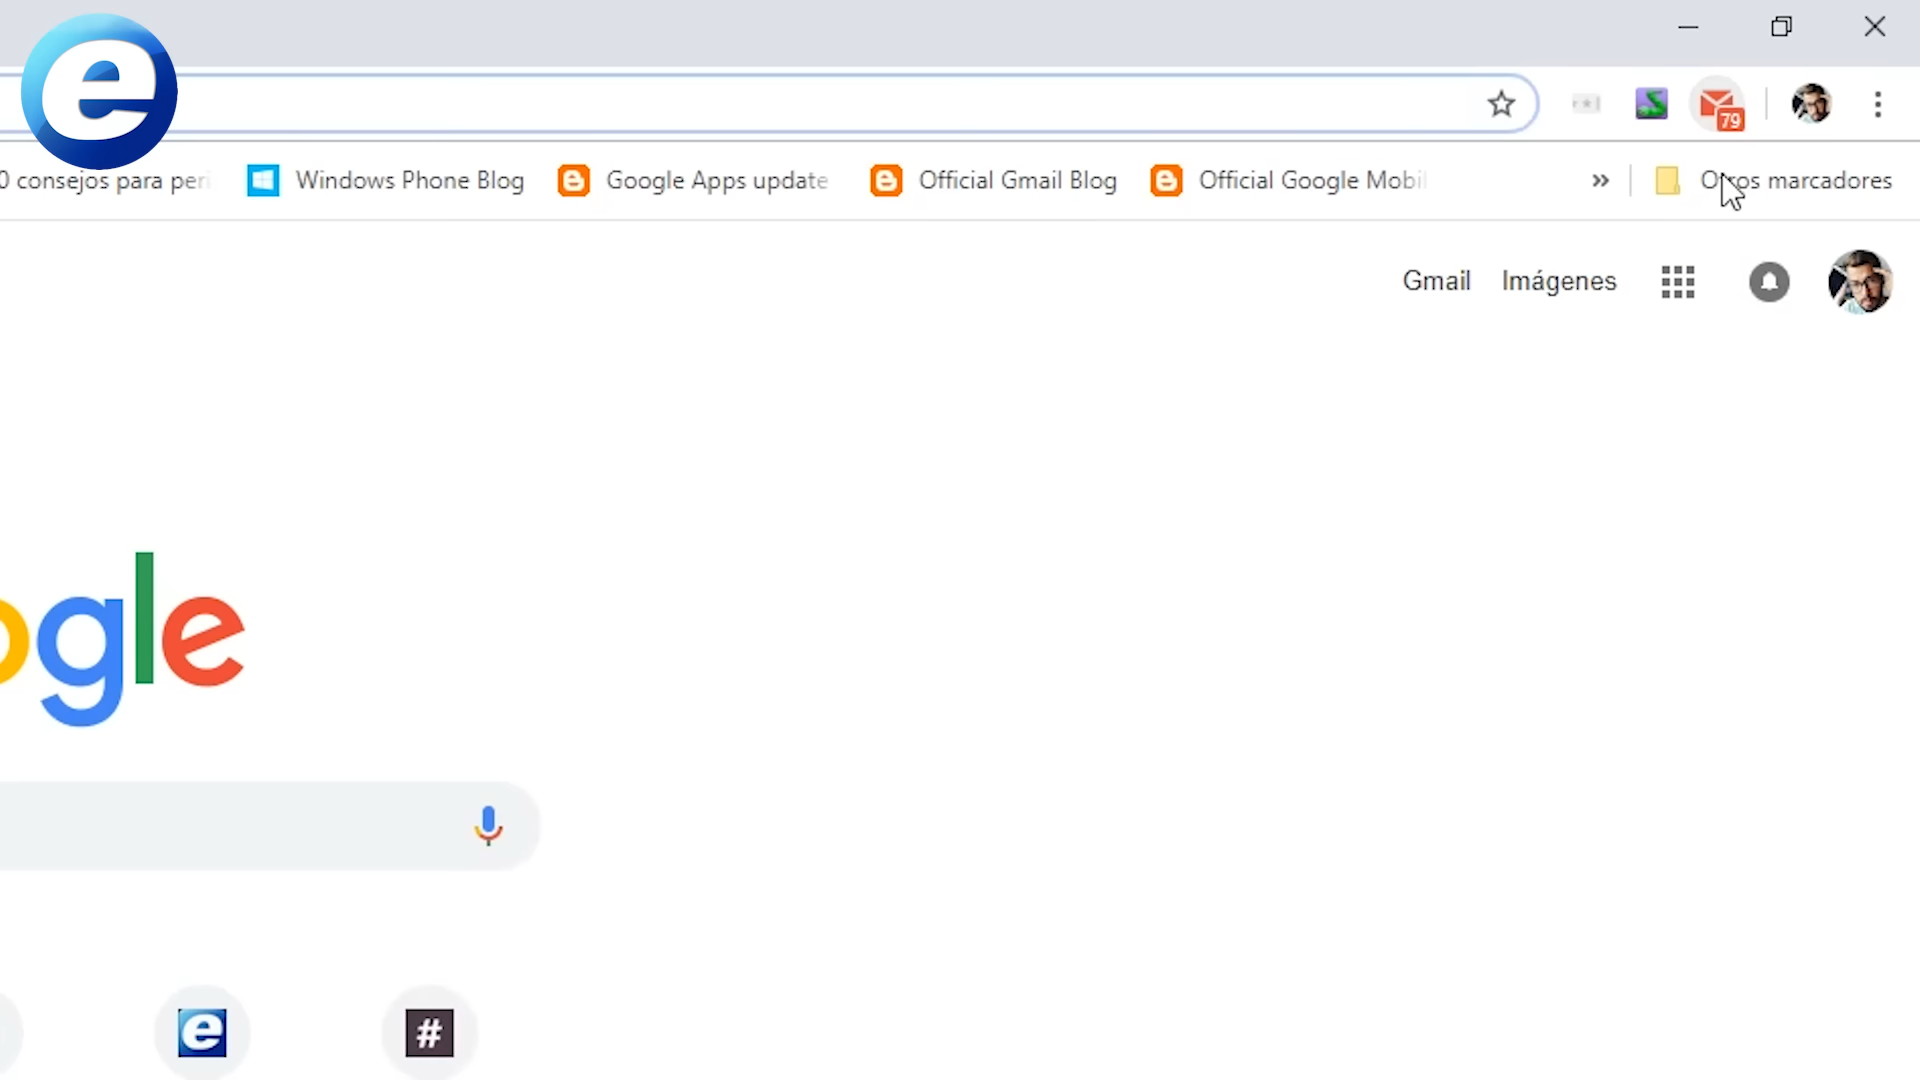 e
79
0 consejos para peri
Windows Phone Blog
Google Apps update
Official Gmail Blog
Official Google Mobil
»
Otros marcadores
Gmail
Imágenes
ogle
e
#